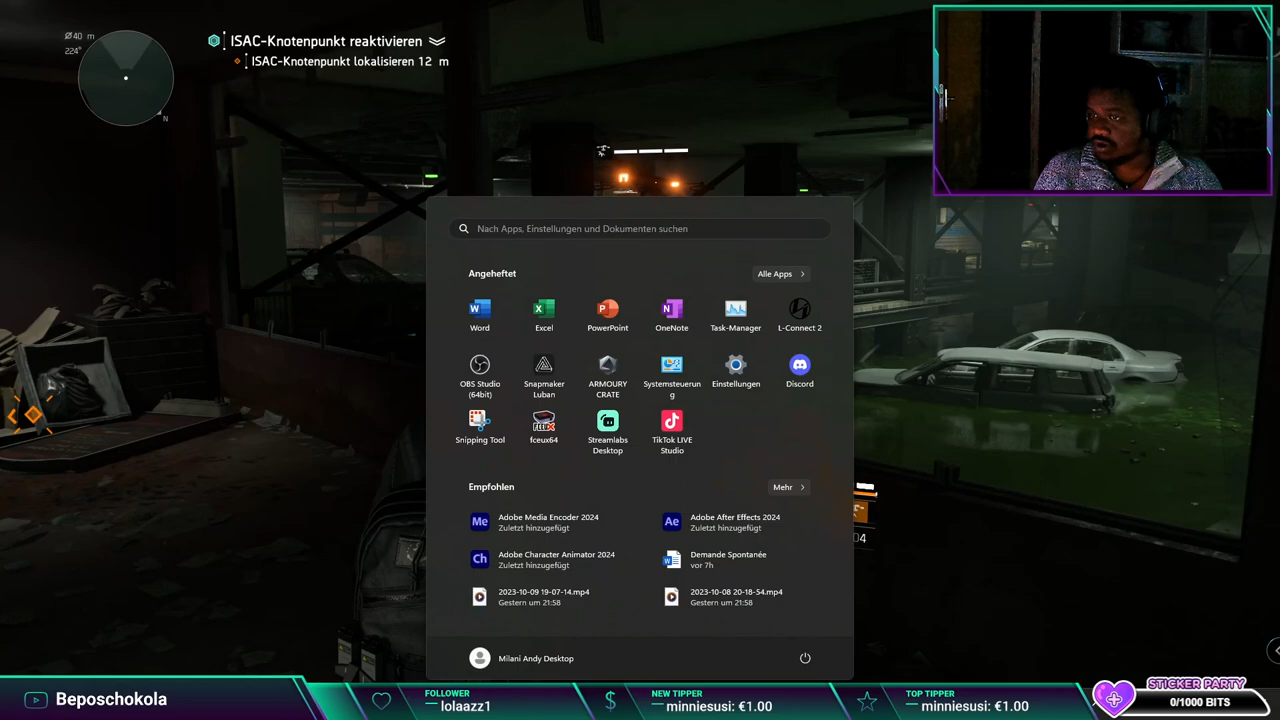 Ø40 m
224°
N
ISAC-Knotenpunkt reaktivieren
ISAC-Knotenpunkt lokalisieren 12 m
Nach Apps, Einstellungen und Dokumenten suchen
Angeheftet
Alle Apps
Word
Excel
PowerPoint
OneNote
Task-Manager
L-Connect 2
OBS Studio
(64bit)
Snapmaker
Luban
ARMOURY
CRATE
Systemsteuerun
g
Einstellungen
Discord
Snipping Tool
fceux64
Streamlabs
Desktop
TikTok LIVE
Studio
Empfohlen
Mehr
Adobe Media Encoder 2024
Zuletzt hinzugefügt
Adobe After Effects 2024
Zuletzt hinzugefügt
Adobe Character Animator 2024
Zuletzt hinzugefügt
Demande Spontanée
vor 7h
2023-10-09 19-07-14.mp4
Gestern um 21:58
2023-10-08 20-18-54.mp4
Gestern um 21:58
Milani Andy Desktop
Beposchokola
FOLLOWER
lolaazz1
NEW TIPPER
minniesusi: €1.00
TOP TIPPER
minniesusi: €1.00
STICKER PARTY
0/1000 BITS